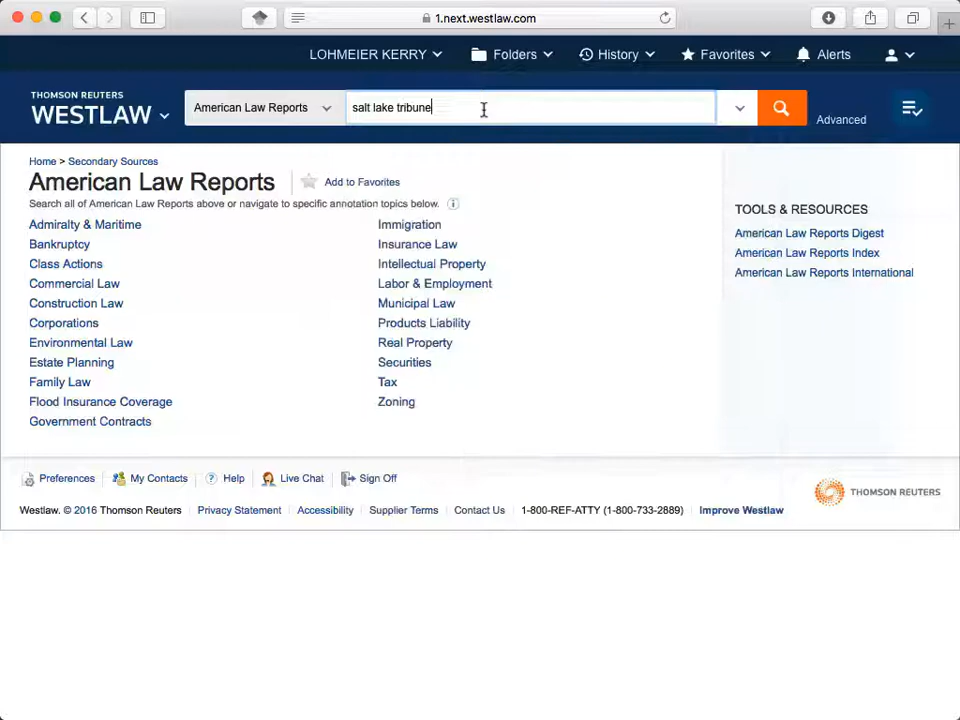 1.next.westlaw.com
LOHMEIER KERRY Folders History Favorites Alerts
THOMSON REUTERS
WESTLAW
American Law Reports salt lake tribune Advanced
Home > Secondary Sources
American Law Reports Add to Favorites
Search all of American Law Reports above or navigate to specific annotation topics below.
Admiralty & Maritime
Bankruptcy
Class Actions
Commercial Law
Construction Law
Corporations
Environmental Law
Estate Planning
Family Law
Flood Insurance Coverage
Government Contracts
Immigration
Insurance Law
Intellectual Property
Labor & Employment
Municipal Law
Products Liability
Real Property
Securities
Tax
Zoning
TOOLS & RESOURCES
American Law Reports Digest
American Law Reports Index
American Law Reports International
Preferences My Contacts ? Help Live Chat Sign Off
THOMSON REUTERS
Westlaw. © 2016 Thomson Reuters Privacy Statement Accessibility Supplier Terms Contact Us 1-800-REF-ATTY (1-800-733-2889) Improve Westlaw